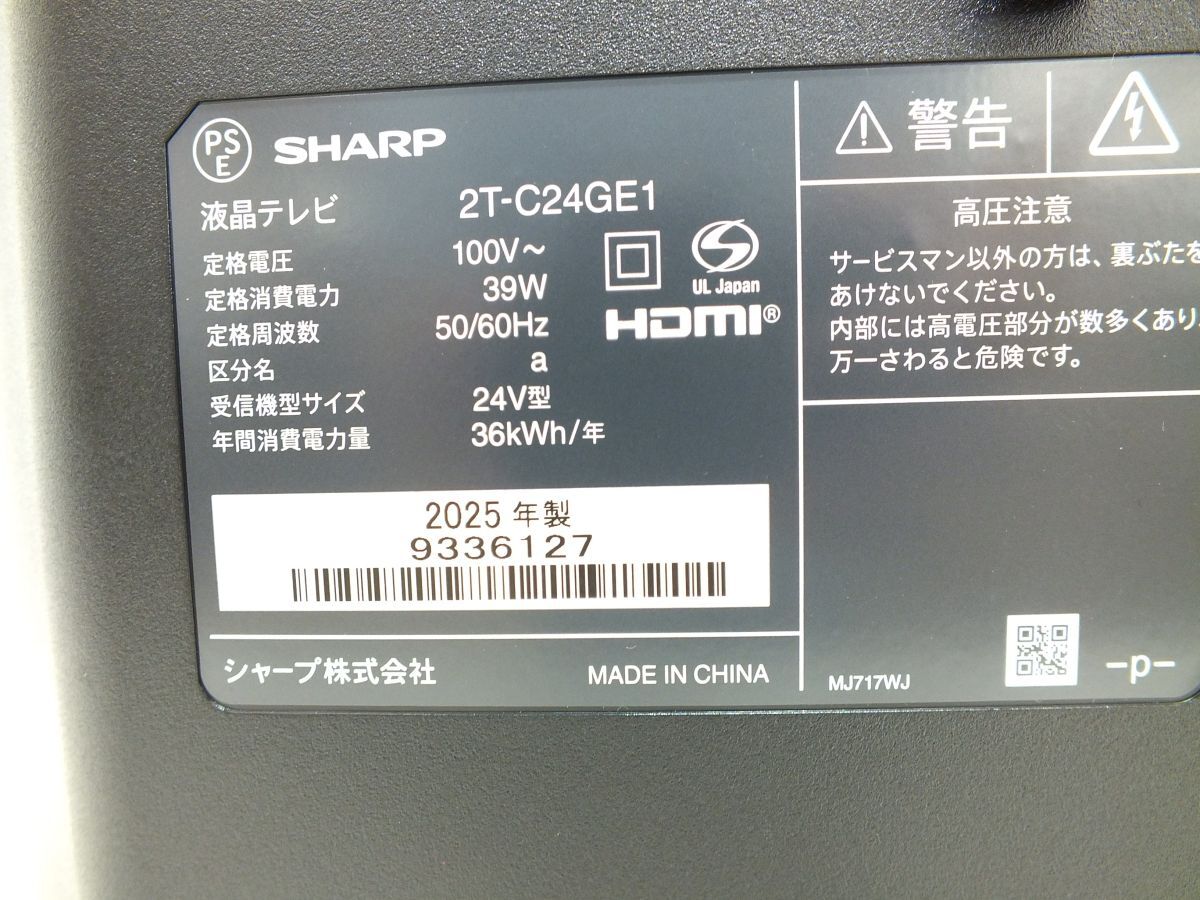 PS
E
SHARP
液晶テレビ 2T-C24GE1
定格電圧 100V～
定格消費電力 39W
定格周波数 50/60Hz
区分名 a
受信機型サイズ 24V型
年間消費電力量 36kWh/年
UL Japan
HDMI®
2025 年製
9336127
シャープ株式会社 MADE IN CHINA
警告
高圧注意
サービスマン以外の方は、裏ぶたを
あけないでください。
内部には高電圧部分が数多くあり
万一さわると危険です。
MJ717WJ
-p-